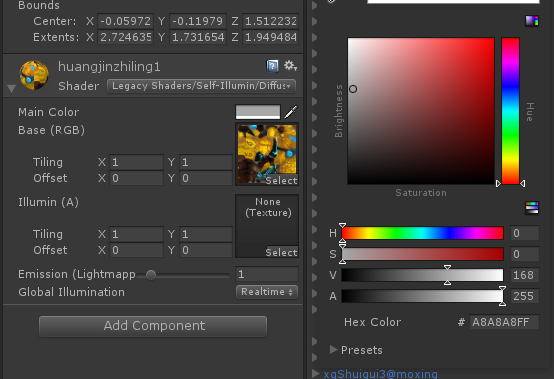 Bounds
Center: X -0.05972 Y -0.11979 Z 1.512232
Extents: X 2.724635 Y 1.731654 Z 1.949484
huangjinzhiling1
Shader Legacy Shaders/Self-Illumin/Diffus
Main Color
Base (RGB)
Tiling X 1 Y 1
Offset X 0 Y 0
Select
Illumin (A)
None
(Texture)
Tiling X 1 Y 1
Offset X 0 Y 0
Select
Emission (Lightmapp 1
Global Illumination Realtime
Add Component
Brightness
Hue
Saturation
H 0
S 0
V 168
A 255
Hex Color # A8A8A8FF
Presets
xgShuigui3@moxing